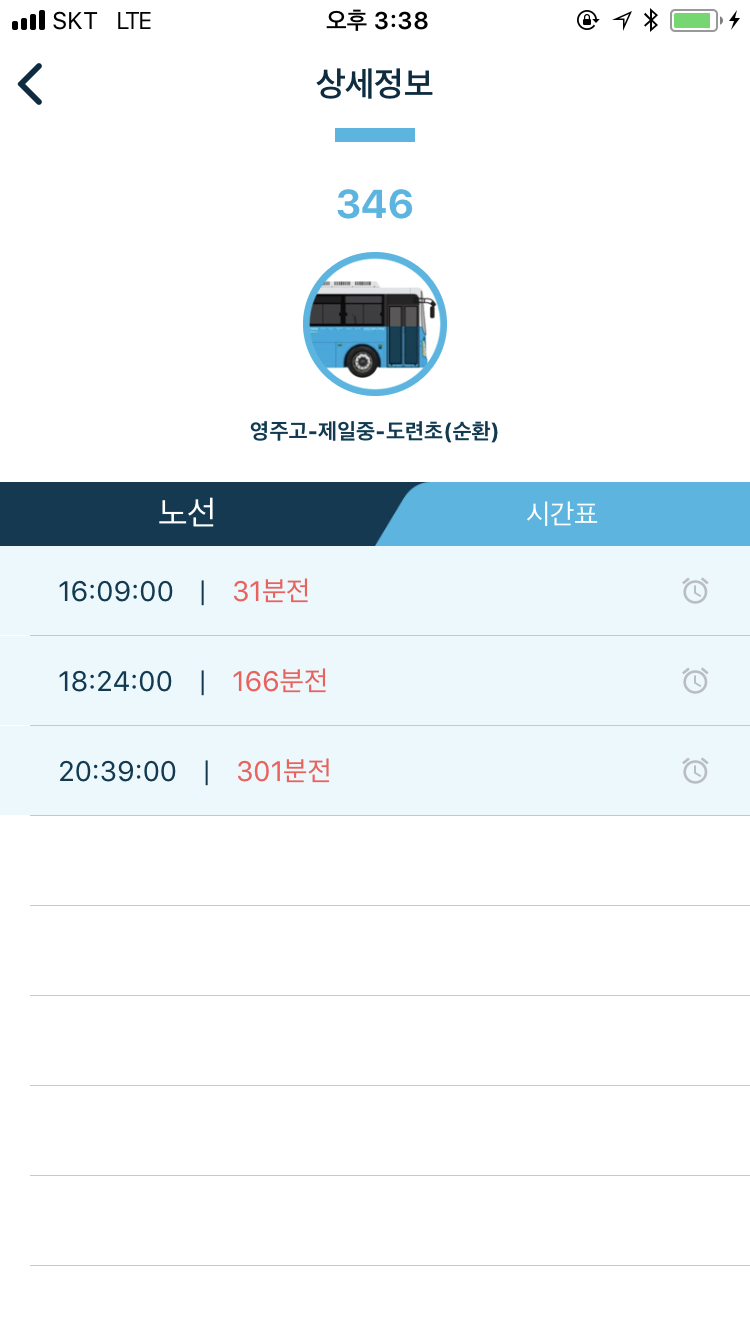 SKT LTE 오후 3:38
상세정보
346
영주고-제일중-도련초(순환)
노선 시간표
16:09:00 | 31분전
18:24:00 | 166분전
20:39:00 | 301분전